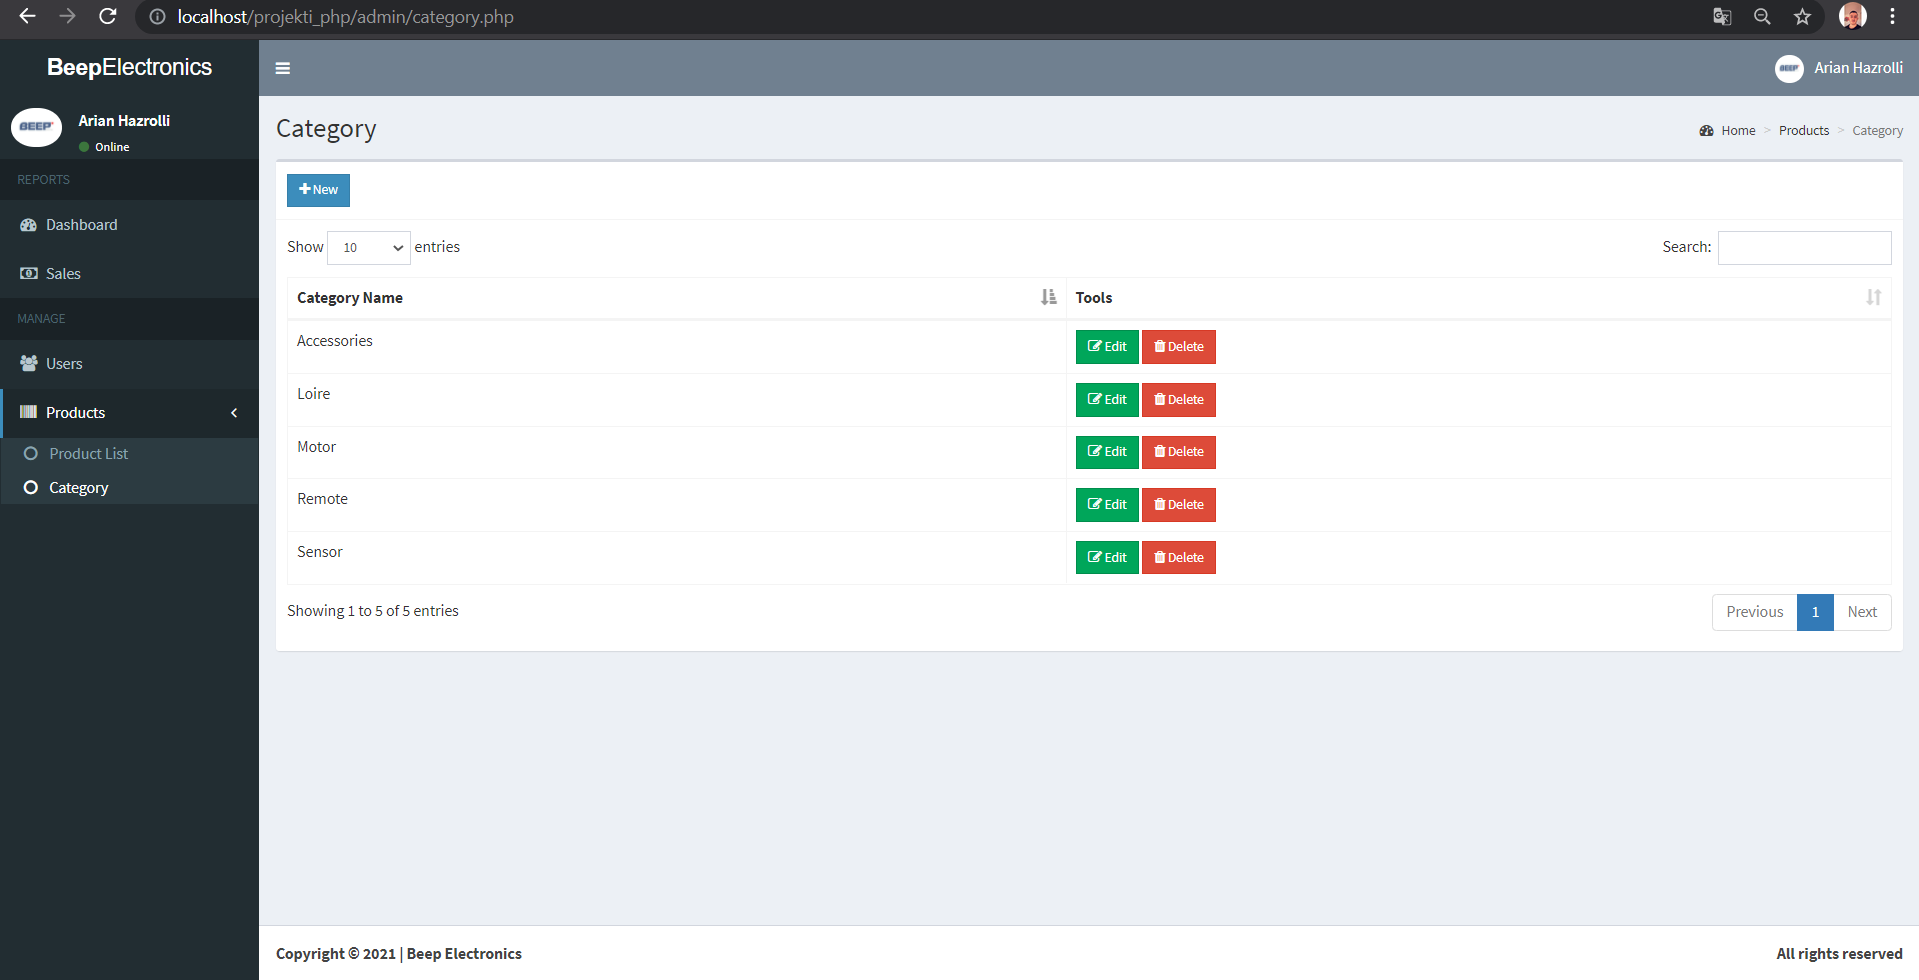 localhost/projekti_php/admin/category.php
BeepElectronics
Arian Hazrolli
BEEP
Arian Hazrolli
Online
REPORTS
Dashboard
Sales
MANAGE
Users
Products
Product List
Category
Category
Home > Products > Category
New
Show 10 entries
Search:
Category Name Tools
Accessories Edit Delete
Loire Edit Delete
Motor Edit Delete
Remote Edit Delete
Sensor Edit Delete
Showing 1 to 5 of 5 entries
Previous 1 Next
Copyright © 2021 | Beep Electronics
All rights reserved